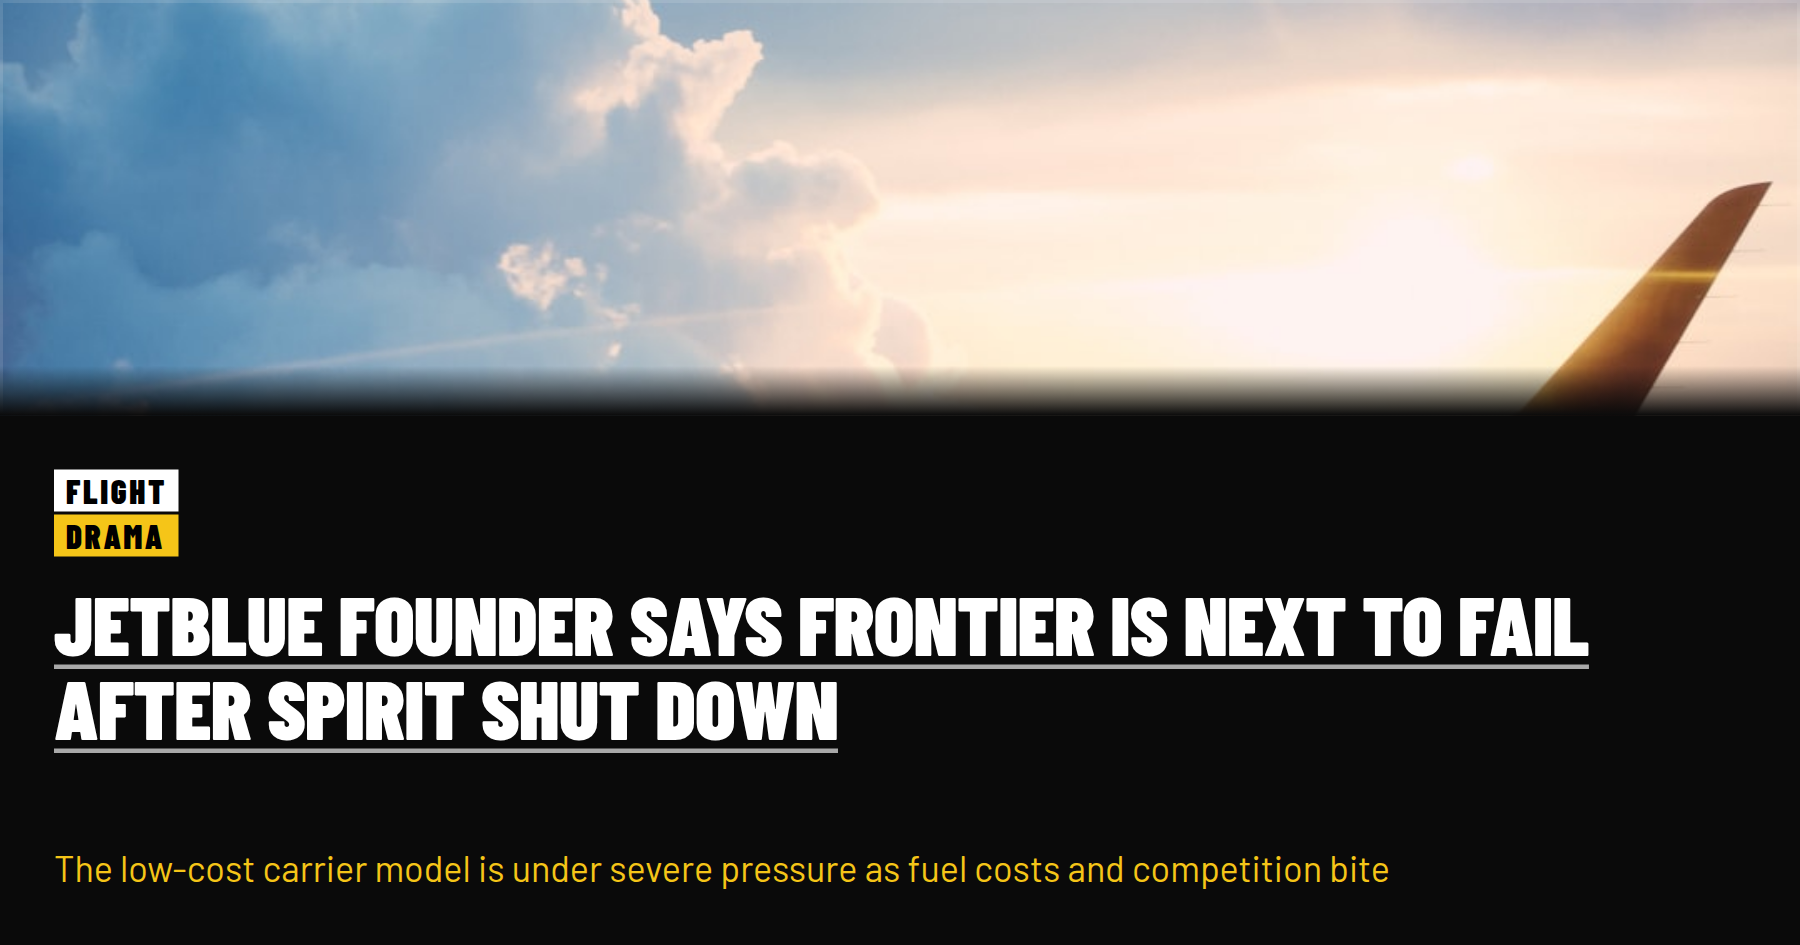 FLIGHT
DRAMA
JETBLUE FOUNDER SAYS FRONTIER IS NEXT TO FAIL
AFTER SPIRIT SHUT DOWN
The low-cost carrier model is under severe pressure as fuel costs and competition bite